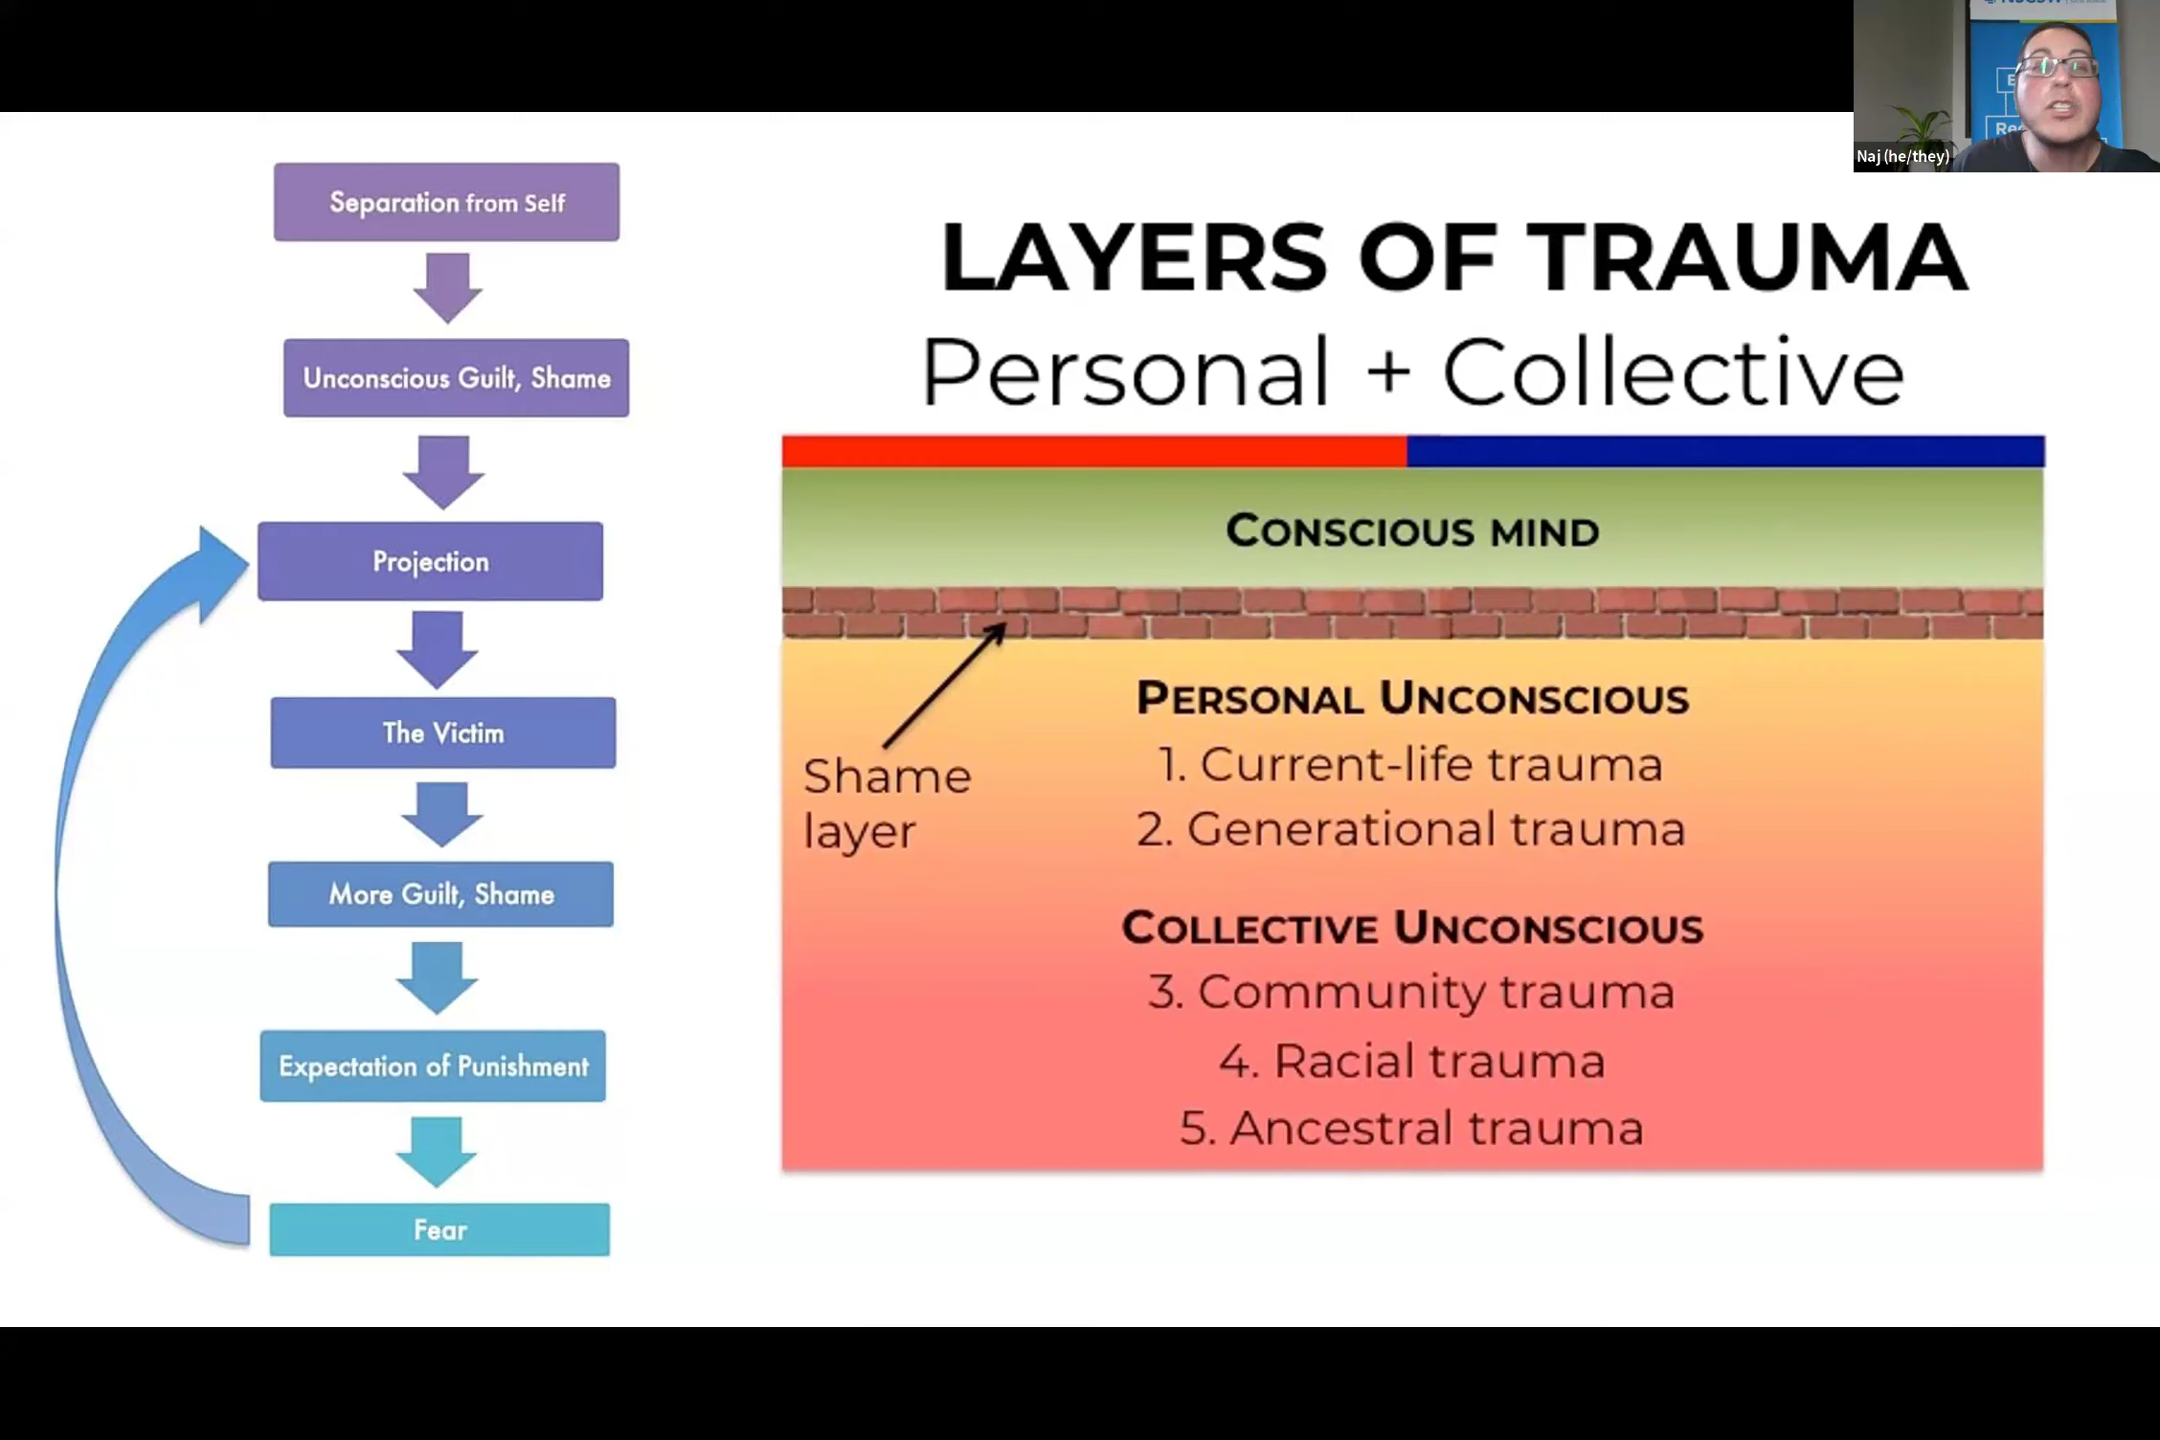 Naj (he/they)
Separation from Self
Unconscious Guilt, Shame
Projection
The Victim
More Guilt, Shame
Expectation of Punishment
Fear
LAYERS OF TRAUMA
Personal + Collective
CONSCIOUS MIND
Shame
layer
PERSONAL UNCONSCIOUS
1. Current-life trauma
2. Generational trauma
COLLECTIVE UNCONSCIOUS
3. Community trauma
4. Racial trauma
5. Ancestral trauma